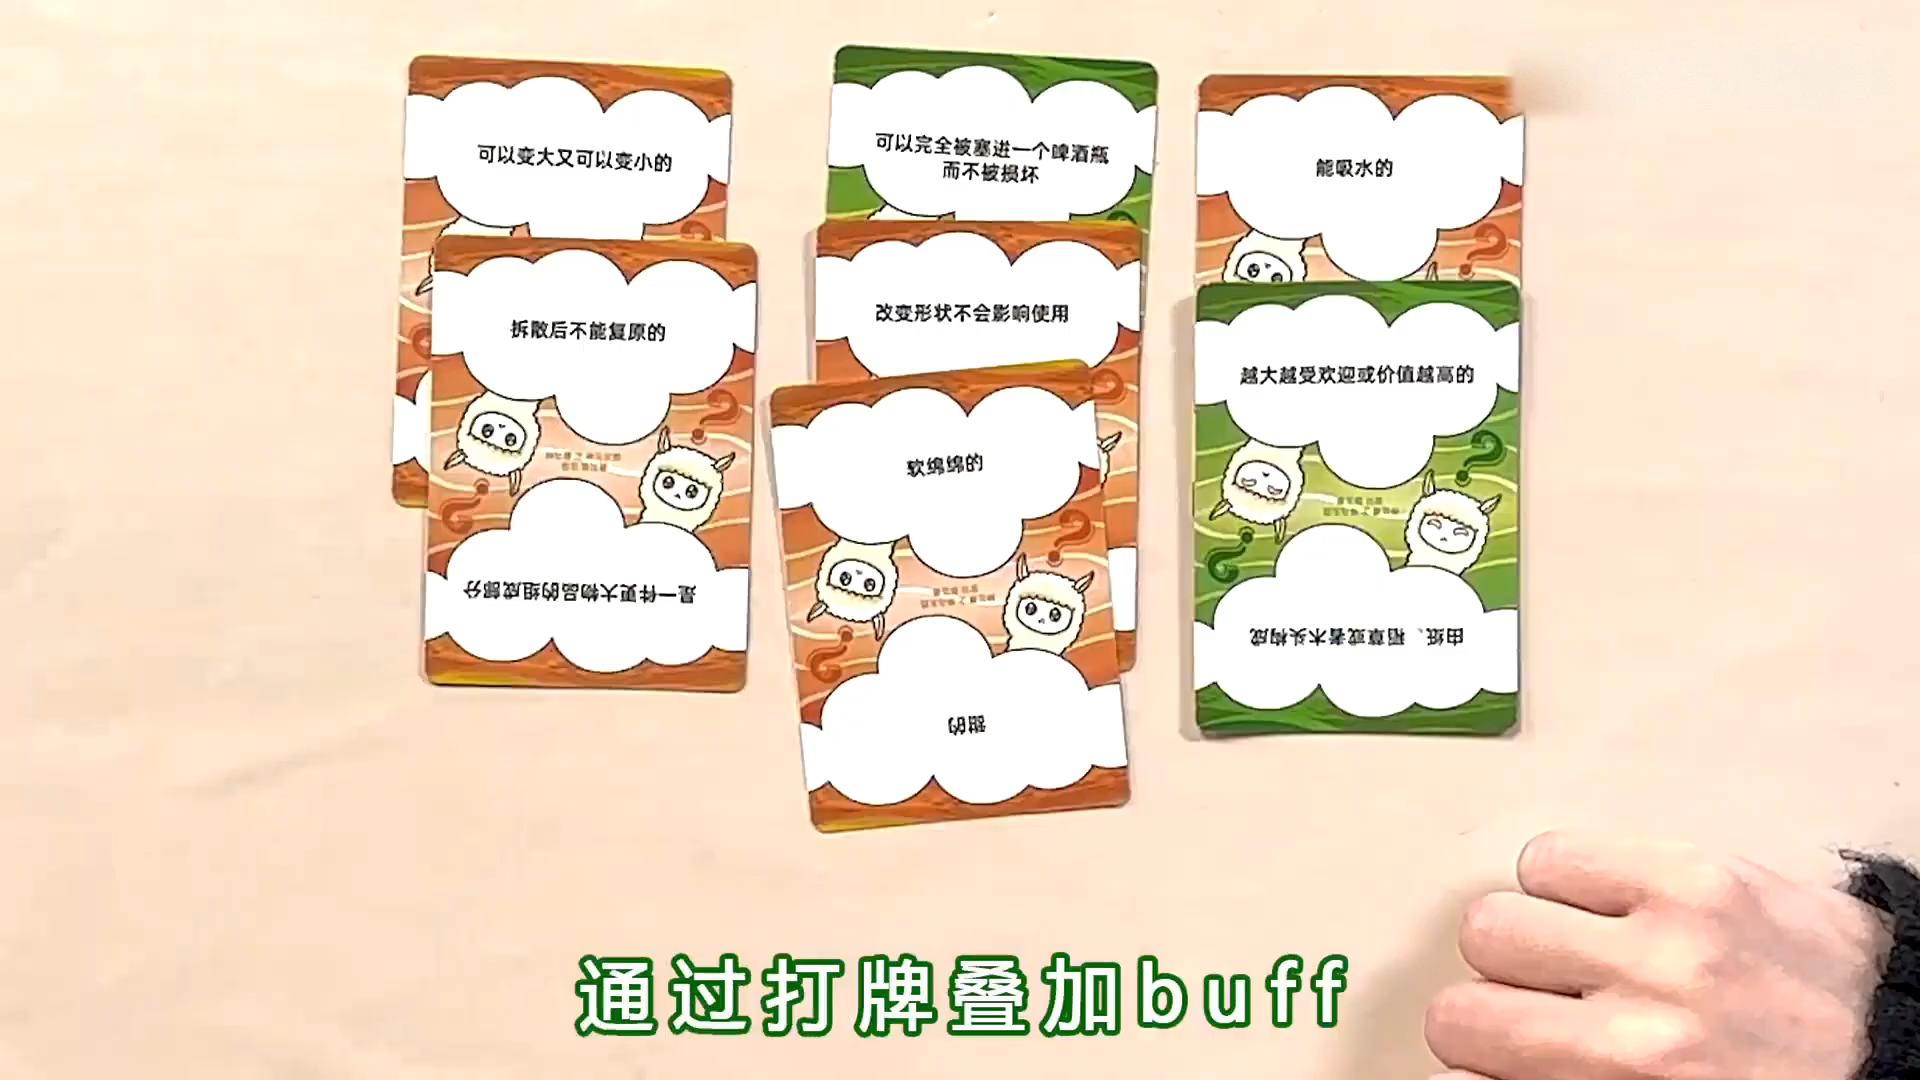 可以变大又可以变小的
可以完全被塞进一个啤酒瓶
而不被损坏
能吸水的
拆散后不能复原的
改变形状不会影响使用
越大越受欢迎或价值越高的
软绵绵的
是一件更大物品的组成部分
由纸、稻草或者木头构成
甜的
通过打牌叠加buff